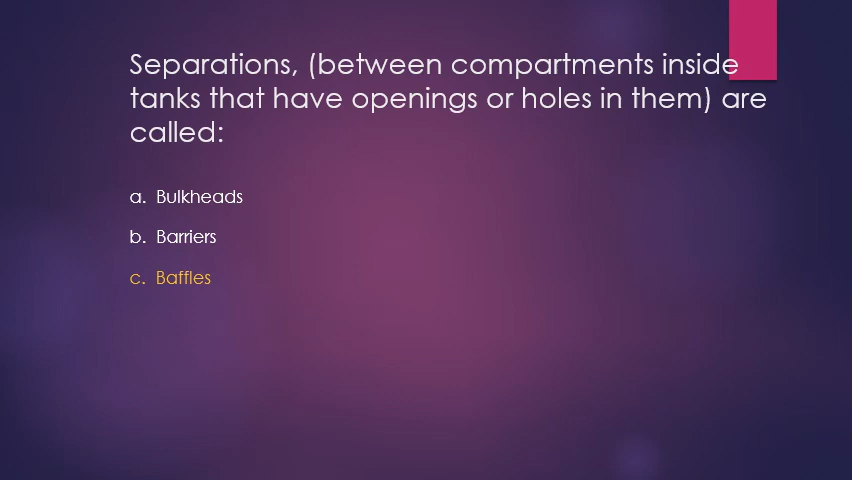 Separations, (between compartments inside
tanks that have openings or holes in them) are
called:
a. Bulkheads
b. Barriers
c. Baffles